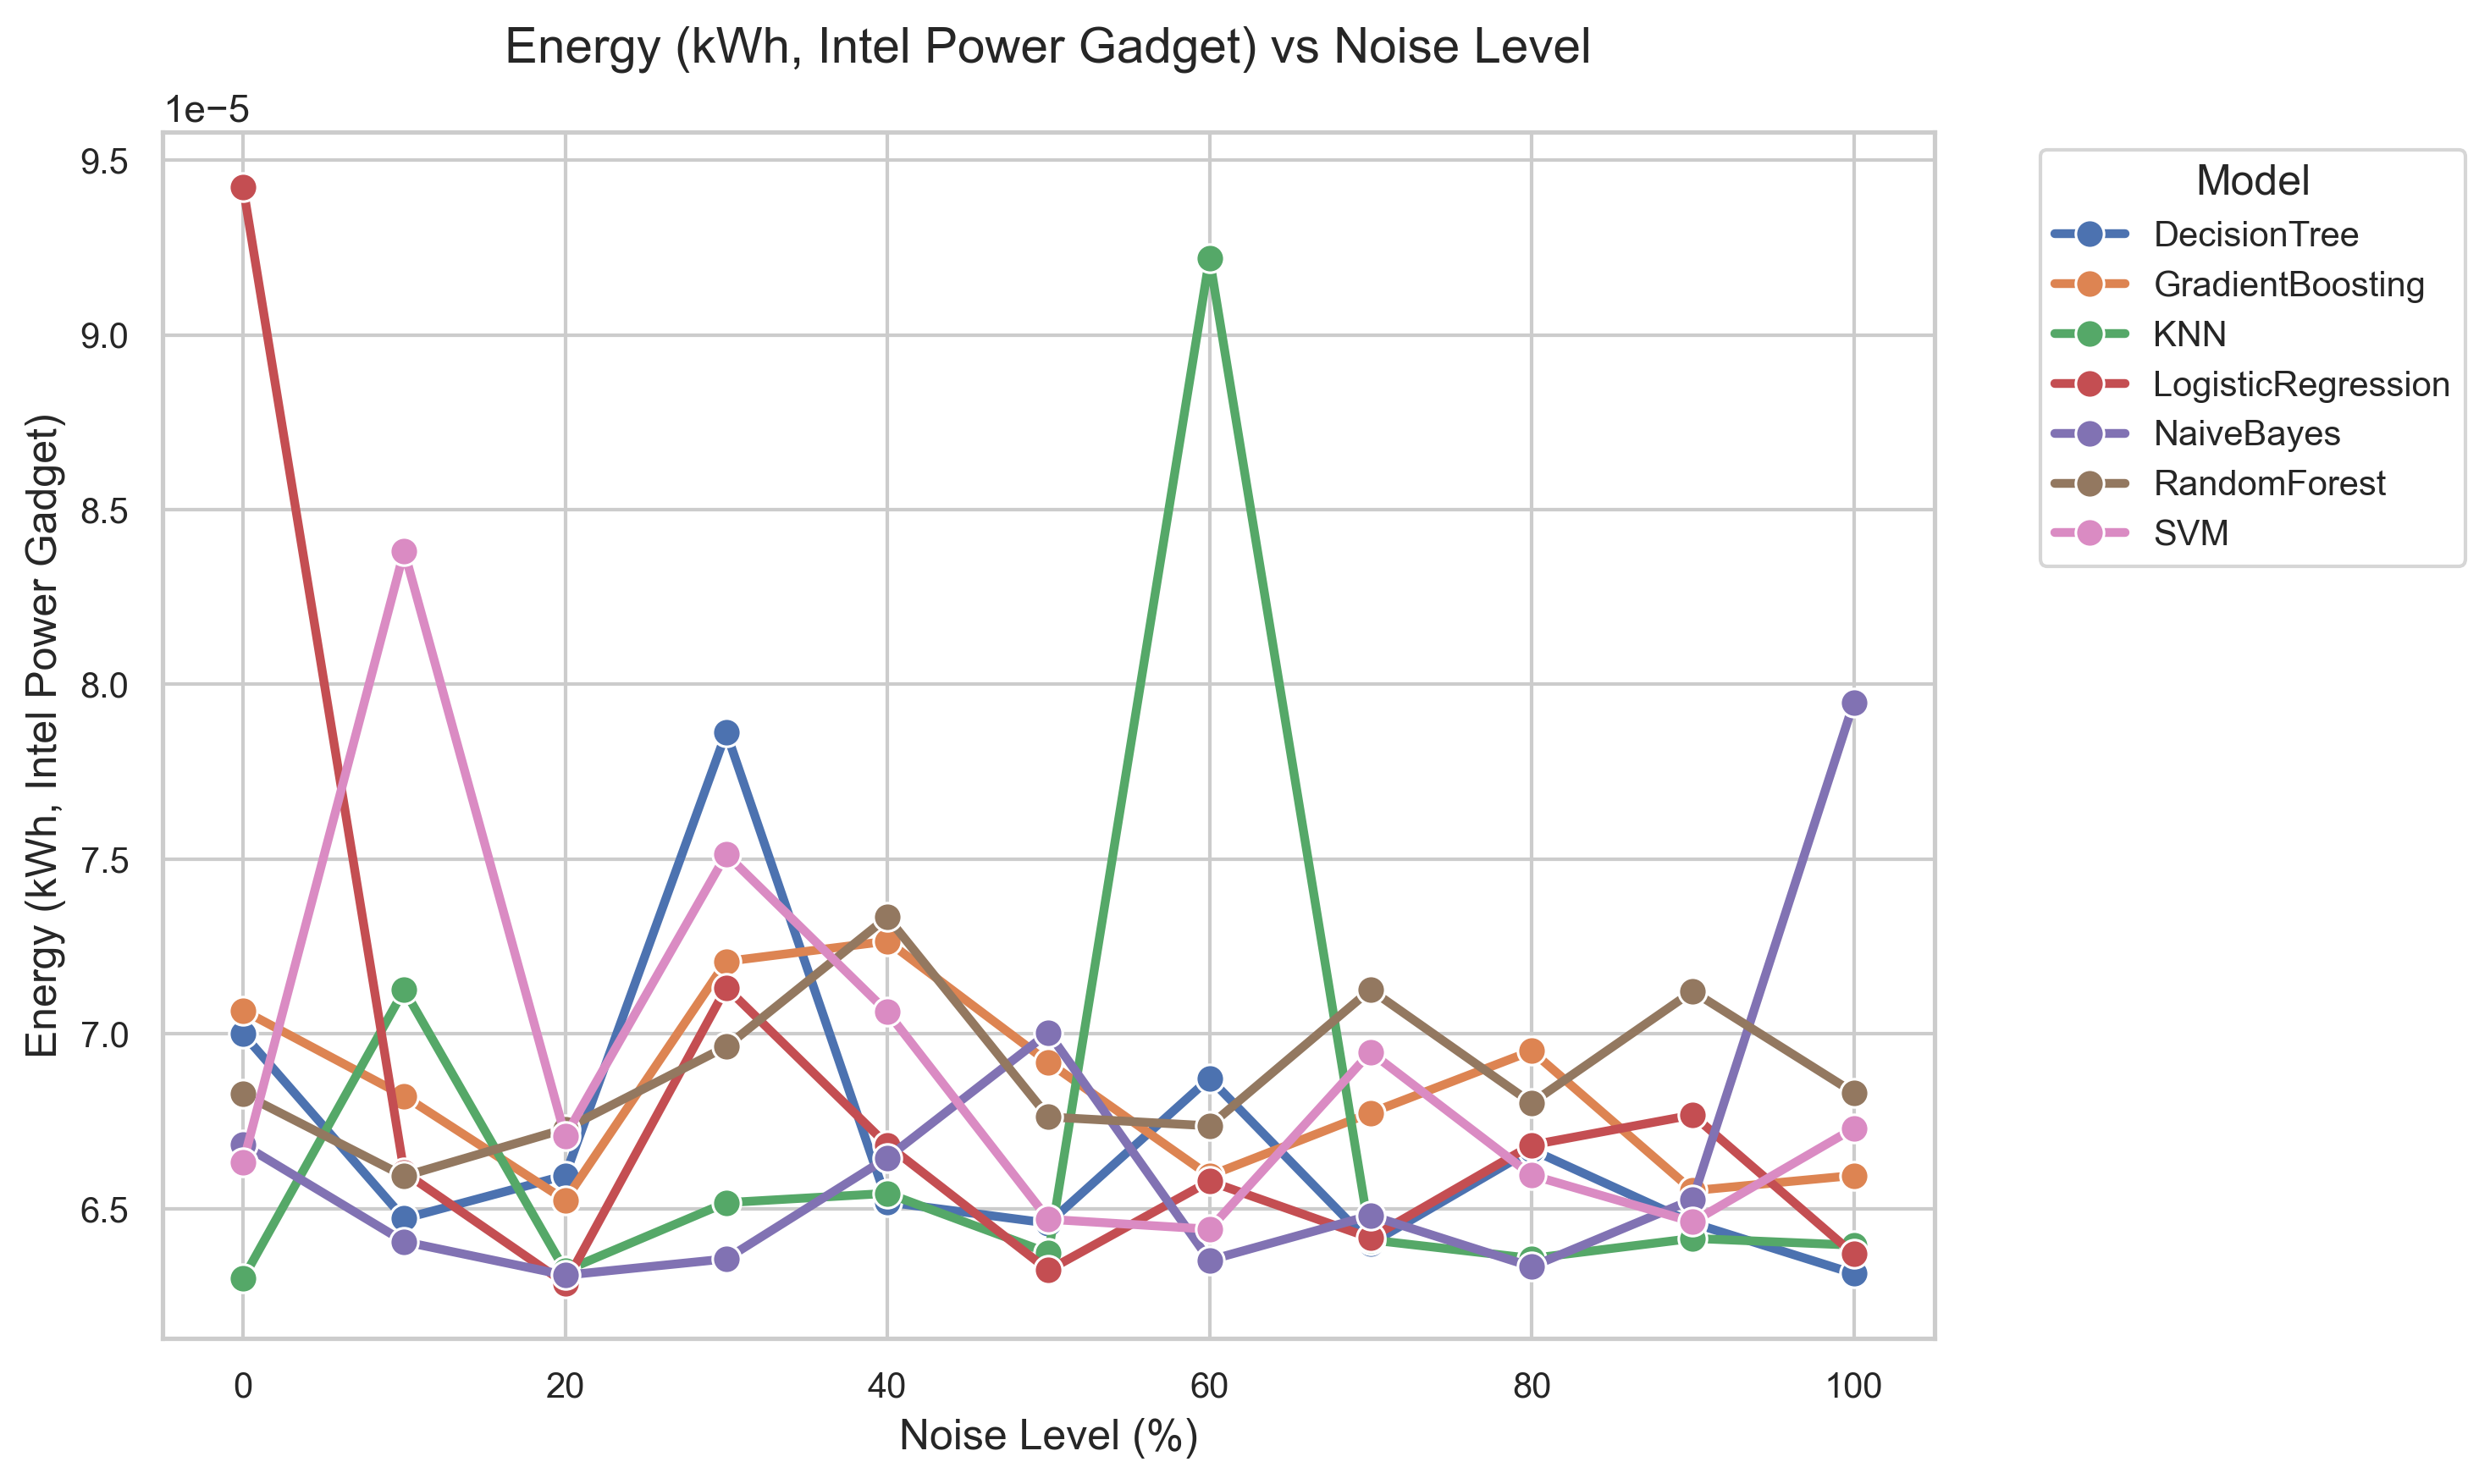 Energy (kWh, Intel Power Gadget) vs Noise Level
1e−5
9.5
9.0
8.5
8.0
7.5
7.0
6.5
Energy (kWh, Intel Power Gadget)
0 20 40 60 80 100
Noise Level (%)
Model
DecisionTree
GradientBoosting
KNN
LogisticRegression
NaiveBayes
RandomForest
SVM